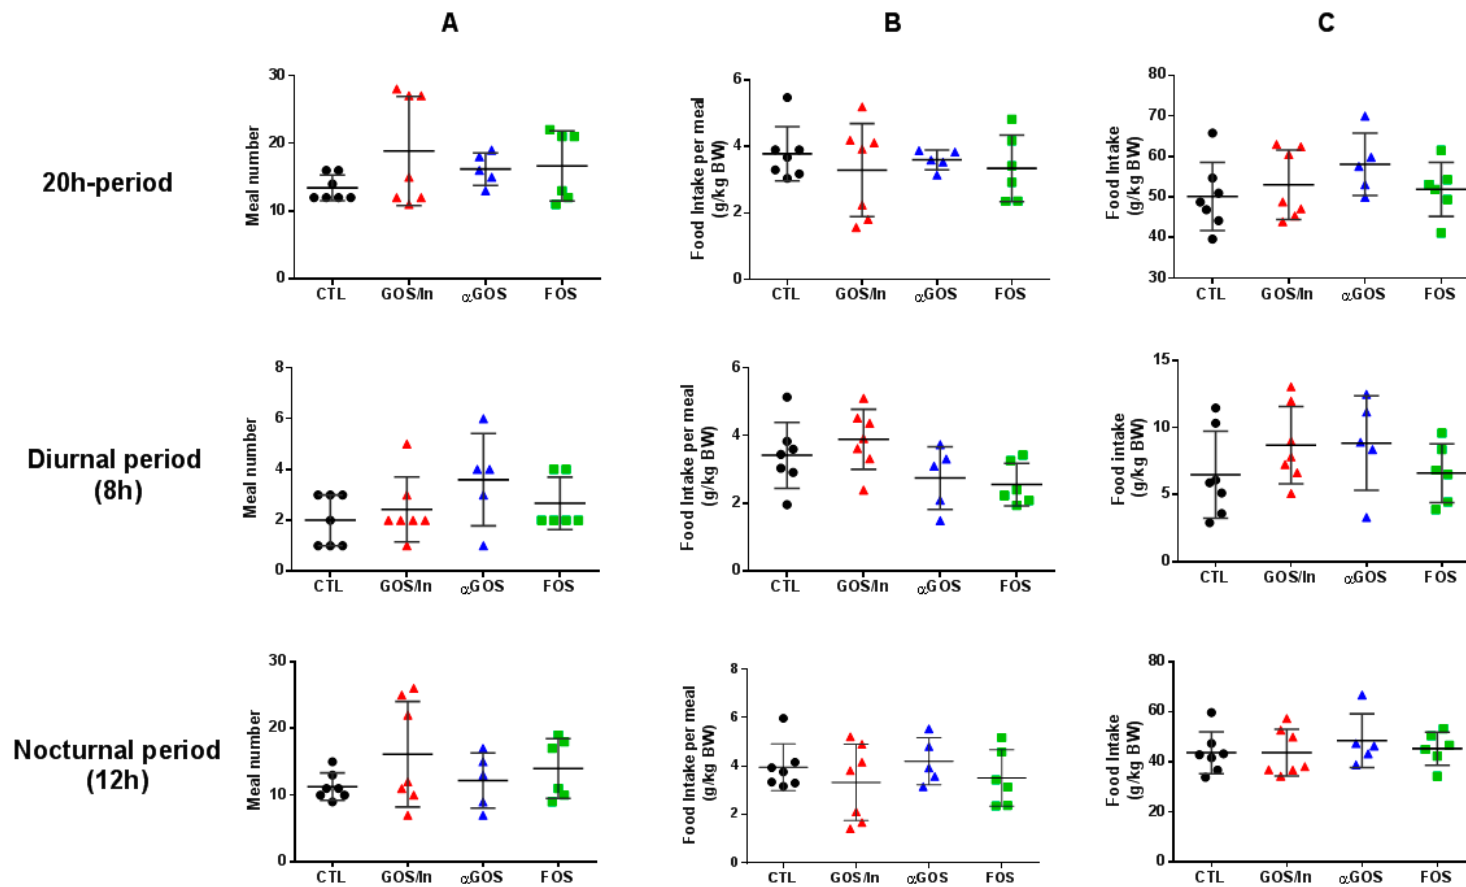 A
B
C
20h-period
Meal number
30
20
10
0
CTL
GOS/In
αGOS
FOS
Food Intake per meal
(g/kg BW)
6
4
2
0
CTL
GOS/In
αGOS
FOS
Food Intake
(g/kg BW)
80
70
60
50
40
30
CTL
GOS/In
αGOS
FOS
Diurnal period
(8h)
Meal number
8
6
4
2
0
CTL
GOS/In
αGOS
FOS
Food Intake per meal
(g/kg BW)
6
4
2
0
CTL
GOS/In
αGOS
FOS
Food intake
(g/kg BW)
15
10
5
0
CTL
GOS/In
αGOS
FOS
Nocturnal period
(12h)
Meal number
30
20
10
0
CTL
GOS/In
αGOS
FOS
Food Intake per meal
(g/kg BW)
8
6
4
2
0
CTL
GOS/In
αGOS
FOS
Food Intake
(g/kg BW)
80
60
40
20
0
CTL
GOS/In
αGOS
FOS